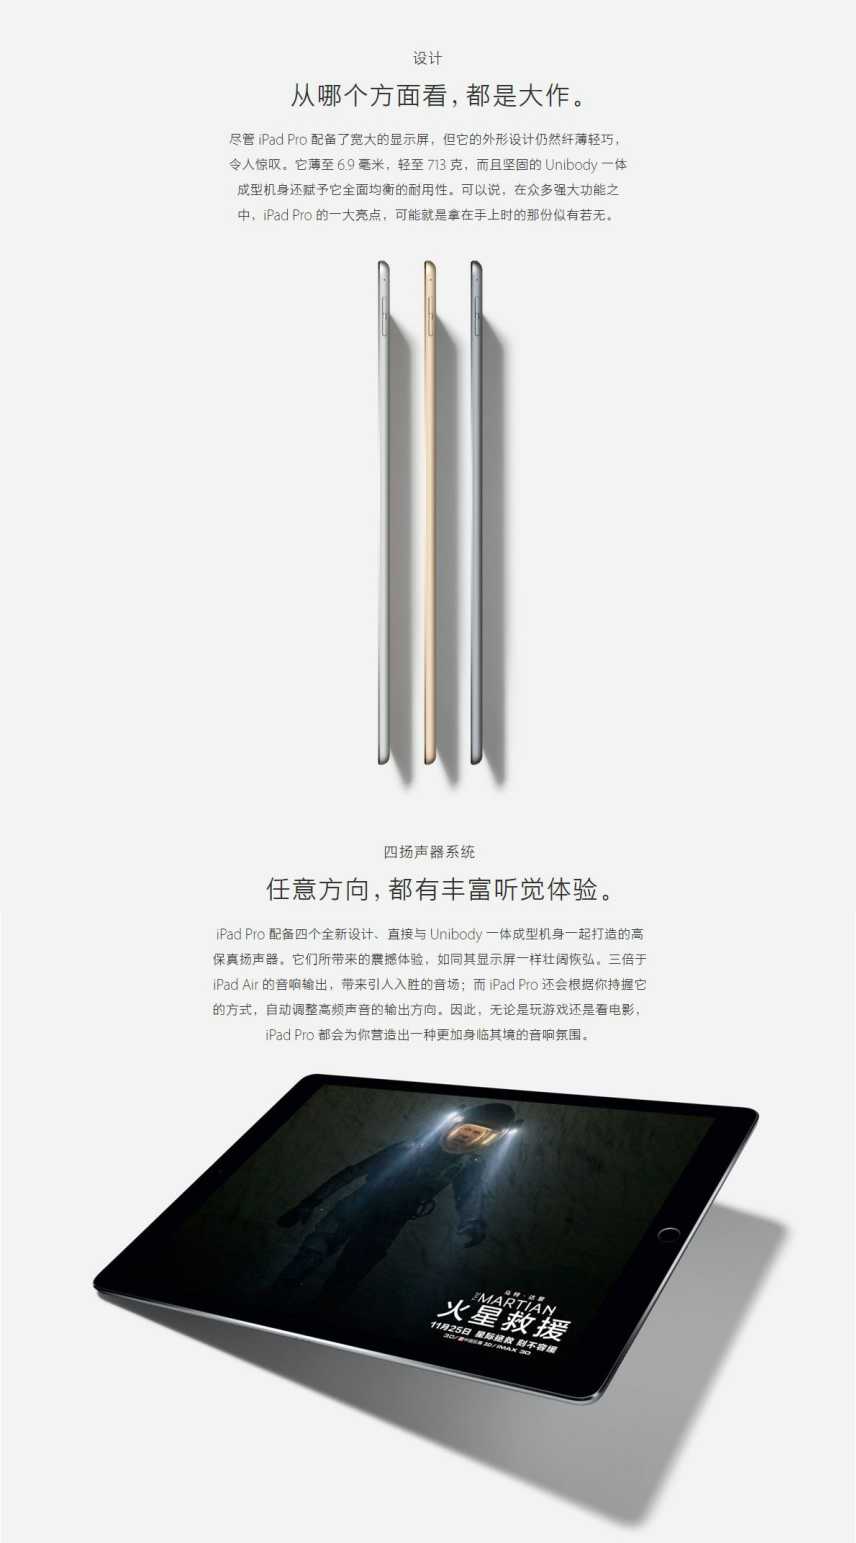 设计
从哪个方面看，都是大作。
尽管 iPad Pro 配备了宽大的显示屏，但它的外形设计仍然纤薄轻巧，
令人惊叹。它薄至 6.9 毫米，轻至 713 克，而且坚固的 Unibody 一体
成型机身还赋予它全面均衡的耐用性。可以说，在众多强大功能之
中，iPad Pro 的一大亮点，可能就是拿在手上时的那份似有若无。
四扬声器系统
任意方向，都有丰富听觉体验。
iPad Pro 配备四个全新设计、直接与 Unibody 一体成型机身一起打造的高
保真扬声器。它们所带来的震撼体验，如同其显示屏一样壮阔恢弘。三倍于
iPad Air 的音响输出，带来引人入胜的音场；而 iPad Pro 还会根据你持握它
的方式，自动调整高频声音的输出方向。因此，无论是玩游戏还是看电影，
iPad Pro 都会为你营造出一种更加身临其境的音响氛围。
马特·达蒙
THE MARTIAN
火星救援
11月25日 星际拯救 刻不容缓
3D/中国巨幕 3D/IMAX 3D